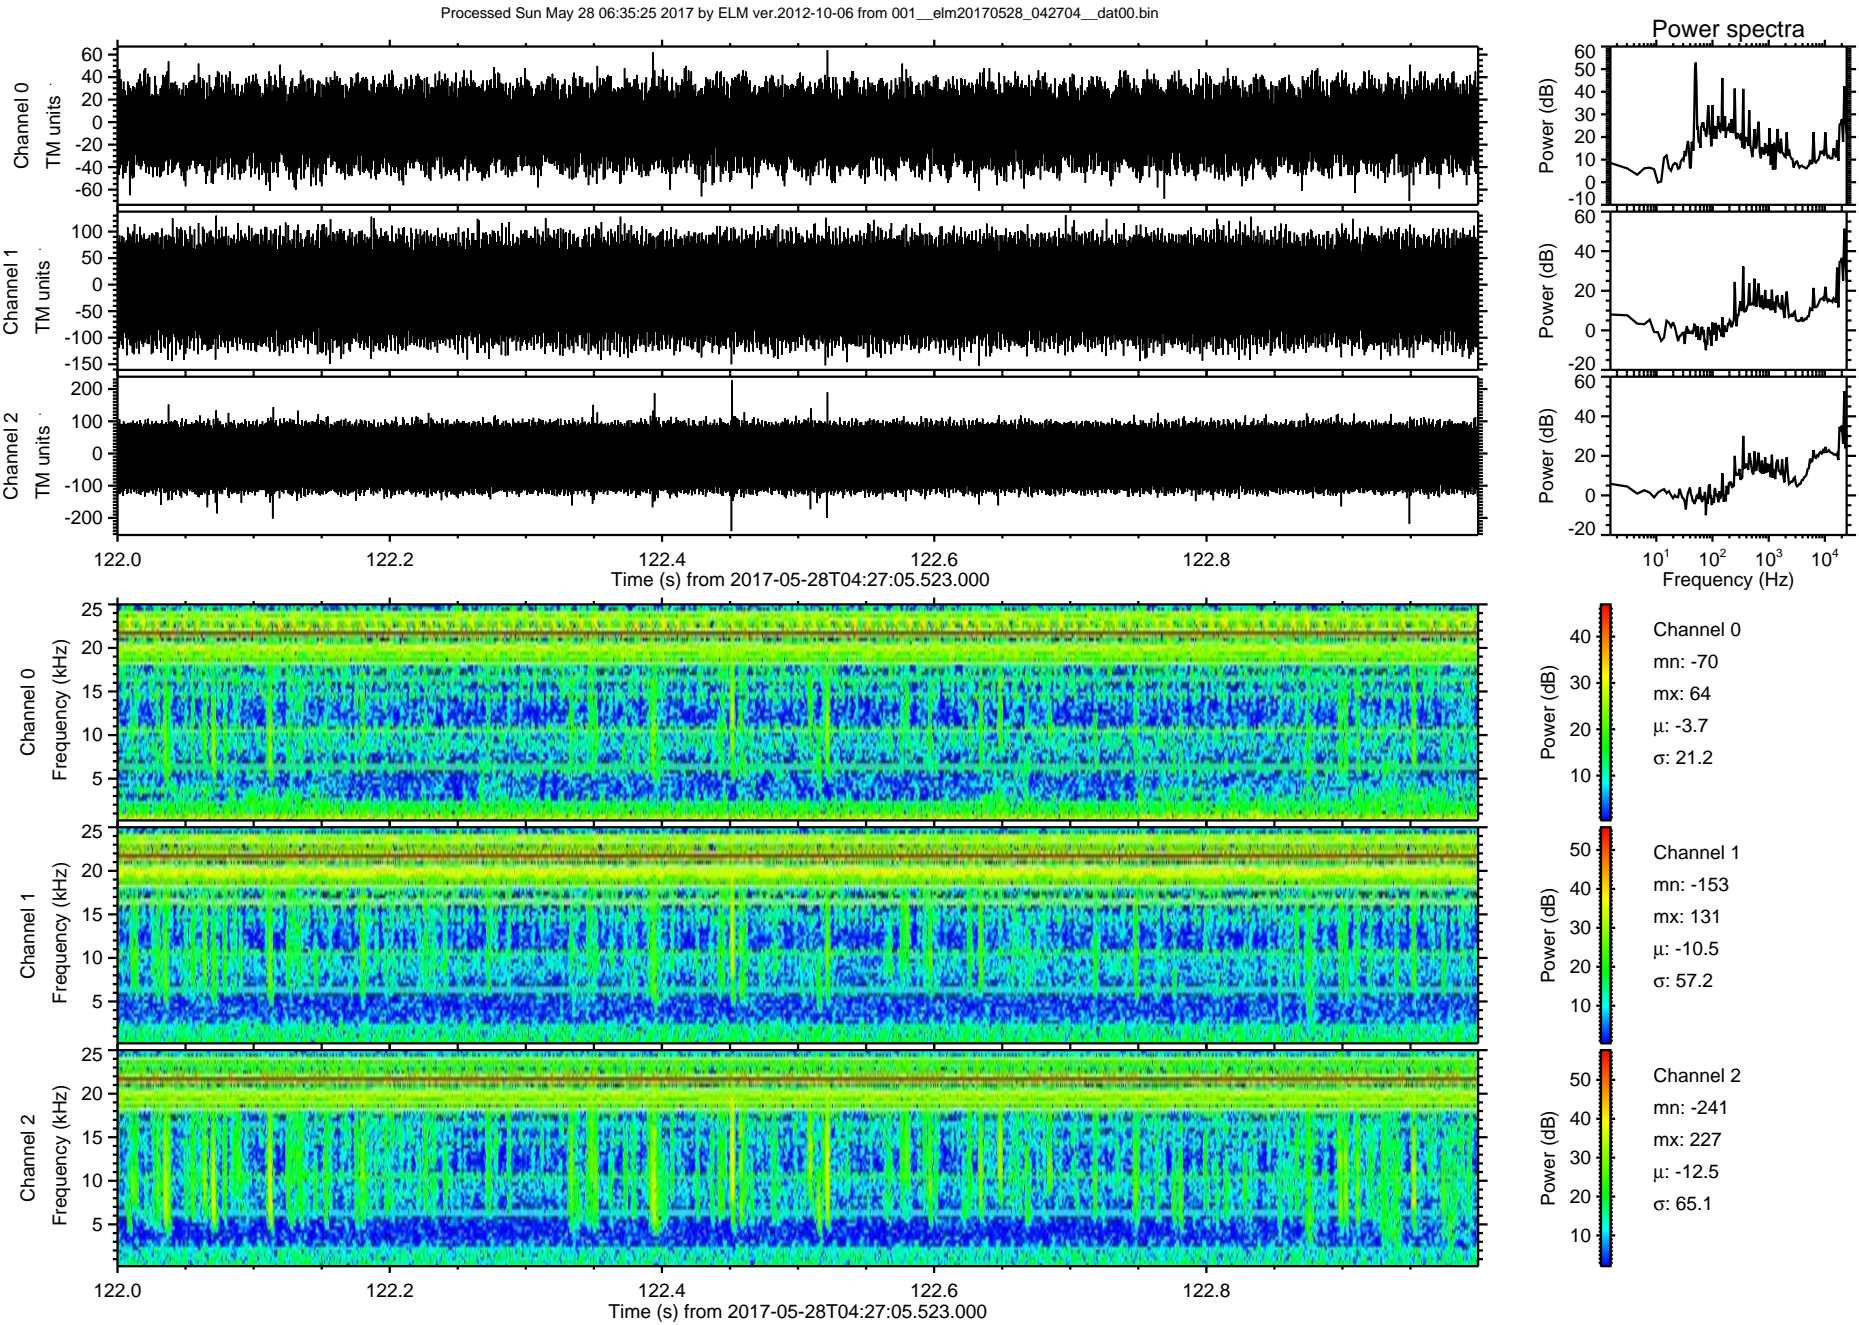 Processed Sun May 28 06:35:25 2017 by ELM ver.2012-10-06 from 001__elm20170528_042704__dat00.bin
Power spectra
Channel 0
TM units
60
40
20
0
-20
-40
-60
Power (dB)
60
50
40
30
20
10
0
-10
Channel 1
TM units
100
50
0
-50
-100
-150
Power (dB)
60
40
20
0
-20
Channel 2
TM units
200
100
0
-100
-200
Power (dB)
60
40
20
0
-20
122.0 122.2 122.4 122.6 122.8
Time (s) from 2017-05-28T04:27:05.523.000
10^1 10^2 10^3 10^4
Frequency (Hz)
Channel 0
Frequency (kHz)
25
20
15
10
5
Power (dB)
40
30
20
10
Channel 0
mn: -70
mx: 64
μ: -3.7
σ: 21.2
Channel 1
Frequency (kHz)
25
20
15
10
5
Power (dB)
50
40
30
20
10
Channel 1
mn: -153
mx: 131
μ: -10.5
σ: 57.2
Channel 2
Frequency (kHz)
25
20
15
10
5
Power (dB)
50
40
30
20
10
Channel 2
mn: -241
mx: 227
μ: -12.5
σ: 65.1
122.0 122.2 122.4 122.6 122.8
Time (s) from 2017-05-28T04:27:05.523.000